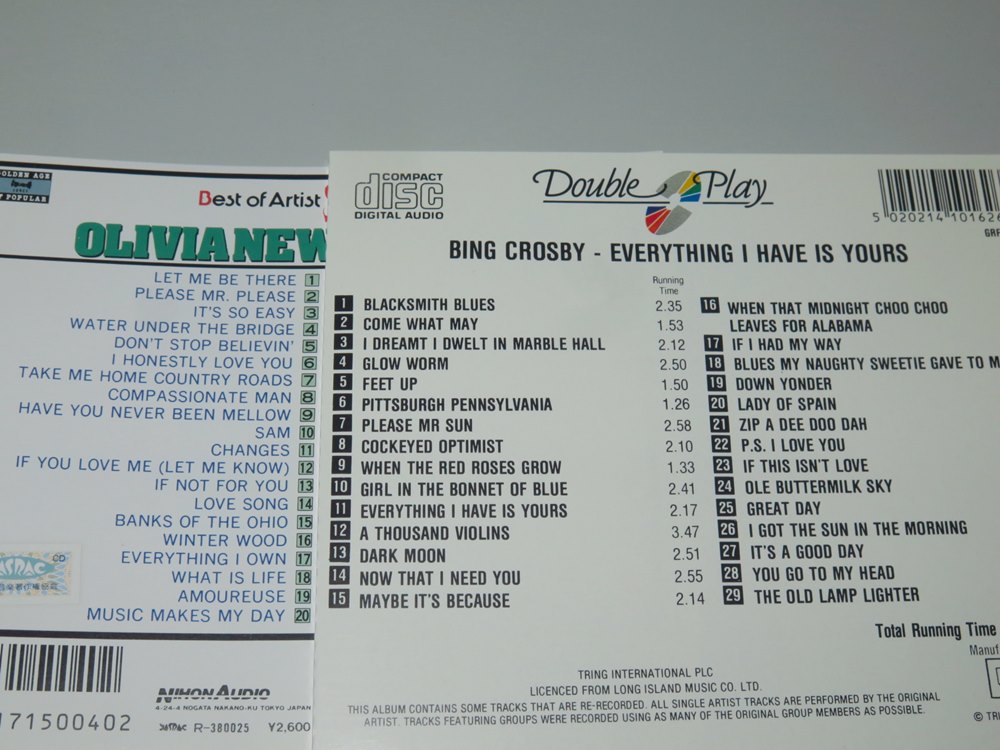 GOLDEN AGE
POPULAR
Best of Artist
OLIVIA NEW
LET ME BE THERE 1
PLEASE MR. PLEASE 2
IT'S SO EASY 3
WATER UNDER THE BRIDGE 4
DON'T STOP BELIEVIN' 5
I HONESTLY LOVE YOU 6
TAKE ME HOME COUNTRY ROADS 7
COMPASSIONATE MAN 8
HAVE YOU NEVER BEEN MELLOW 9
SAM 10
CHANGES 11
IF YOU LOVE ME (LET ME KNOW) 12
IF NOT FOR YOU 13
LOVE SONG 14
BANKS OF THE OHIO 15
WINTER WOOD 16
EVERYTHING I OWN 17
WHAT IS LIFE 18
AMOUREUSE 19
MUSIC MAKES MY DAY 20
CD
171500402
NIHON AUDIO
4-24-4 NOGATA NAKANO-KU TOKYO JAPAN
JASRAC R-380025 ¥2,600
COMPACT
disc
DIGITAL AUDIO
Double Play
5 020214 101626
BING CROSBY - EVERYTHING I HAVE IS YOURS
Running
Time
1 BLACKSMITH BLUES 2.35
2 COME WHAT MAY 1.53
3 I DREAMT I DWELT IN MARBLE HALL 2.12
4 GLOW WORM 2.50
5 FEET UP 1.50
6 PITTSBURGH PENNSYLVANIA 1.26
7 PLEASE MR SUN 2.58
8 COCKEYED OPTIMIST 2.10
9 WHEN THE RED ROSES GROW 1.33
10 GIRL IN THE BONNET OF BLUE 2.41
11 EVERYTHING I HAVE IS YOURS 2.17
12 A THOUSAND VIOLINS 3.47
13 DARK MOON 2.51
14 NOW THAT I NEED YOU 2.55
15 MAYBE IT'S BECAUSE 2.14
16 WHEN THAT MIDNIGHT CHOO CHOO
LEAVES FOR ALABAMA
17 IF I HAD MY WAY
18 BLUES MY NAUGHTY SWEETIE GAVE TO M
19 DOWN YONDER
20 LADY OF SPAIN
21 ZIP A DEE DOO DAH
22 P.S. I LOVE YOU
23 IF THIS ISN'T LOVE
24 OLE BUTTERMILK SKY
25 GREAT DAY
26 I GOT THE SUN IN THE MORNING
27 IT'S A GOOD DAY
28 YOU GO TO MY HEAD
29 THE OLD LAMP LIGHTER
Total Running Time
Manuf
TRING INTERNATIONAL PLC
LICENCED FROM LONG ISLAND MUSIC CO. LTD.
THIS ALBUM CONTAINS SOME TRACKS THAT ARE RE-RECORDED. ALL SINGLE ARTIST TRACKS ARE PERFORMED BY THE ORIGINAL
ARTIST. TRACKS FEATURING GROUPS WERE RECORDED USING AS MANY OF THE ORIGINAL GROUP MEMBERS AS POSSIBLE.
© TRI